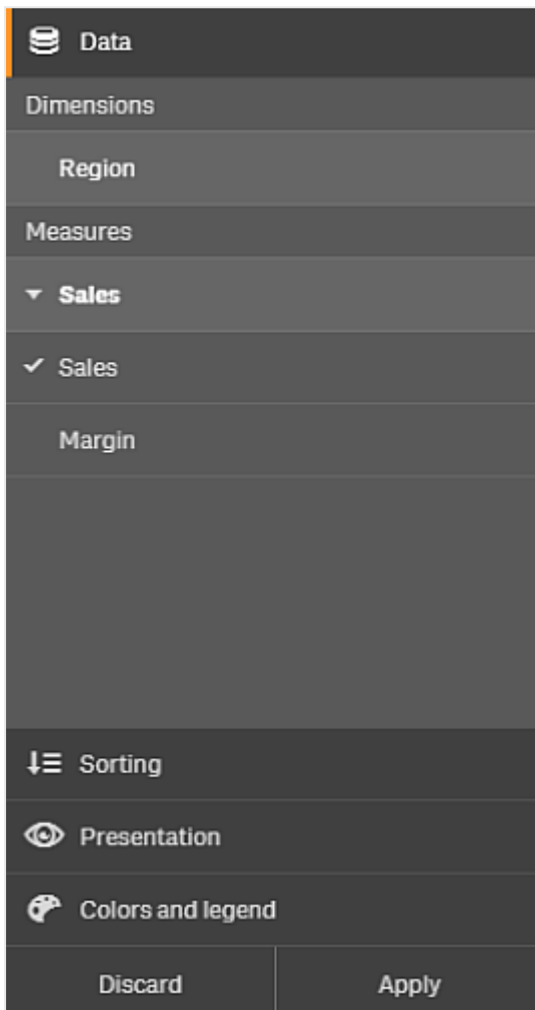 Data
Dimensions
Region
Measures
Sales
Sales
Margin
Sorting
Presentation
Colors and legend
Discard Apply